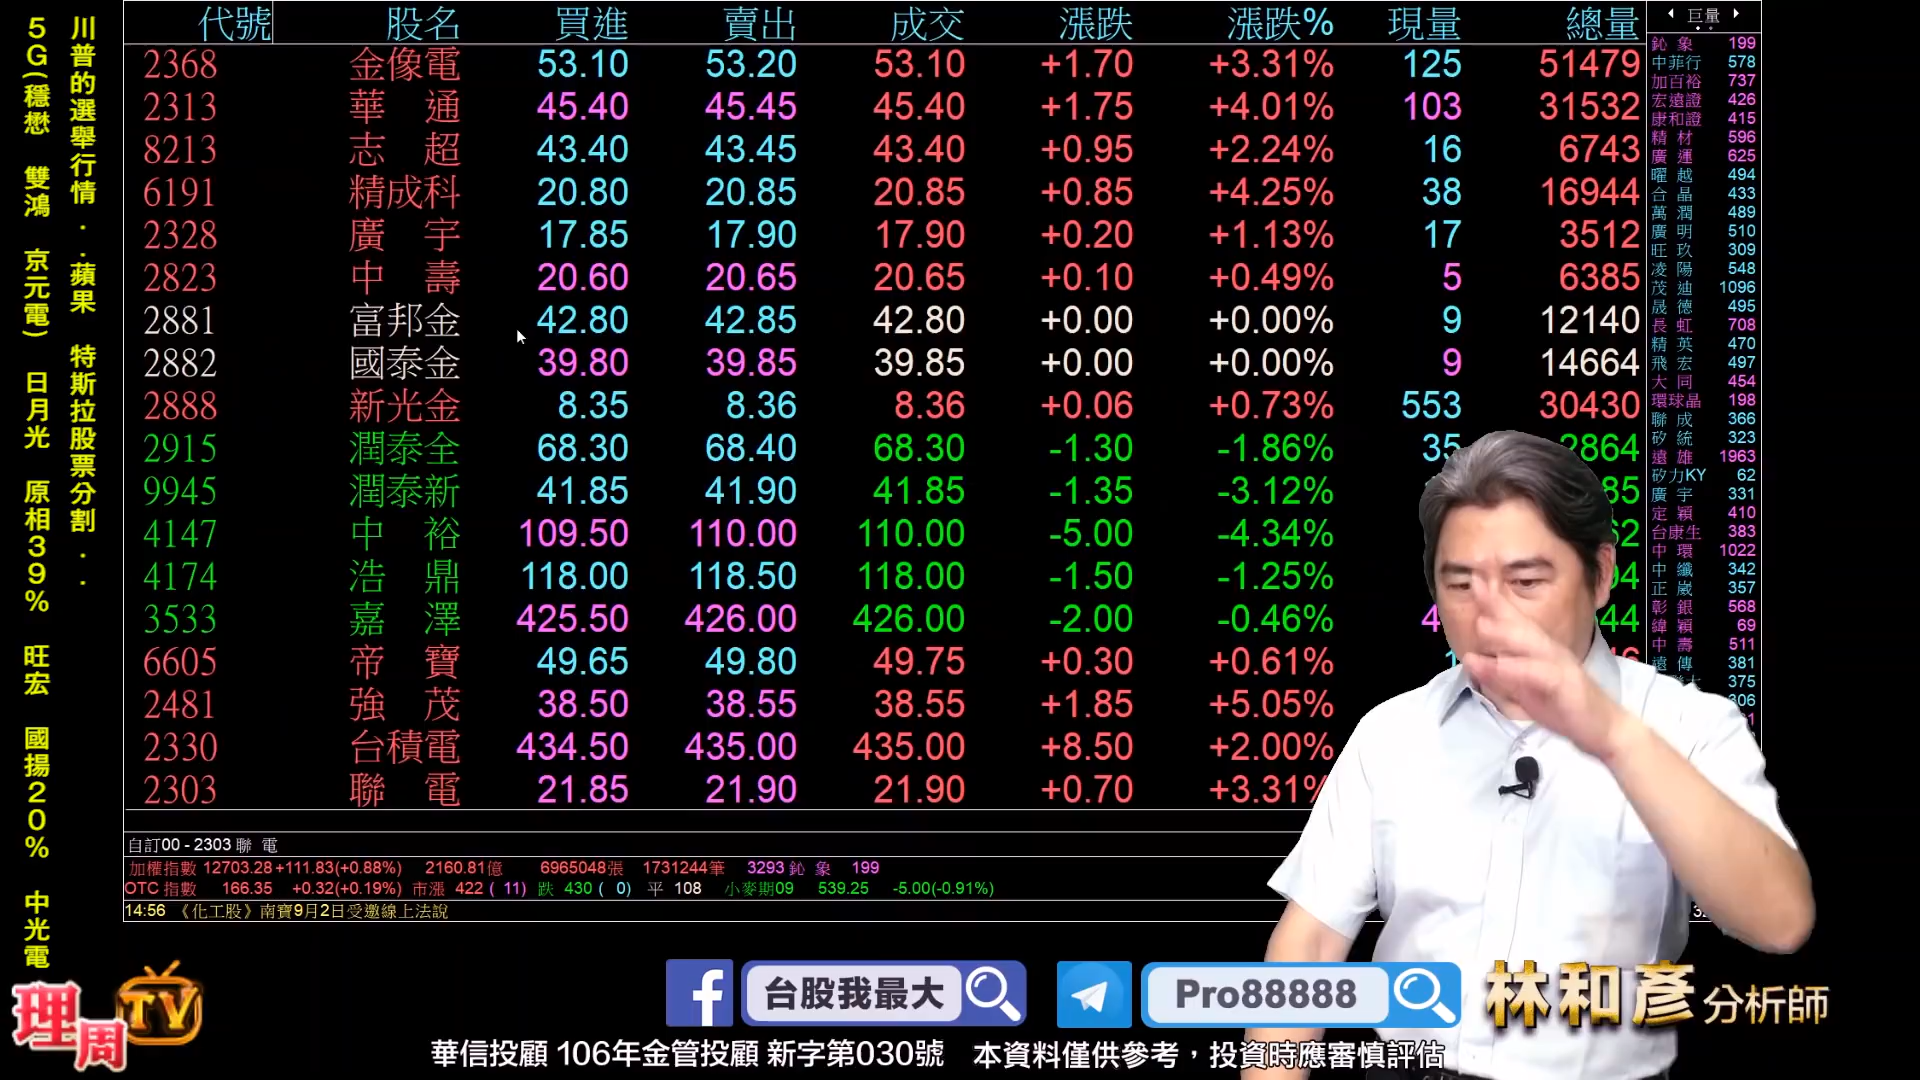 川普的選舉行情．．蘋果 特斯拉股票分割．．．
5G(穩懋 雙鴻 京元電) 日月光 原相39% 旺宏 國揚20% 中光電
代號 股名 買進 賣出 成交 漲跌 漲跌% 現量 總量
2368 金像電 53.10 53.20 53.10 +1.70 +3.31% 125 51479
2313 華通 45.40 45.45 45.40 +1.75 +4.01% 103 31532
8213 志超 43.40 43.45 43.40 +0.95 +2.24% 16 6743
6191 精成科 20.80 20.85 20.85 +0.85 +4.25% 38 16944
2328 廣宇 17.85 17.90 17.90 +0.20 +1.13% 17 3512
2823 中壽 20.60 20.65 20.65 +0.10 +0.49% 5 6385
2881 富邦金 42.80 42.85 42.80 +0.00 +0.00% 9 12140
2882 國泰金 39.80 39.85 39.85 +0.00 +0.00% 9 14664
2888 新光金 8.35 8.36 8.36 +0.06 +0.73% 553 30430
2915 潤泰全 68.30 68.40 68.30 -1.30 -1.86% 35 2864
9945 潤泰新 41.85 41.90 41.85 -1.35 -3.12%
4147 中裕 109.50 110.00 110.00 -5.00 -4.34%
4174 浩鼎 118.00 118.50 118.00 -1.50 -1.25%
3533 嘉澤 425.50 426.00 426.00 -2.00 -0.46%
6605 帝寶 49.65 49.80 49.75 +0.30 +0.61%
2481 強茂 38.50 38.55 38.55 +1.85 +5.05%
2330 台積電 434.50 435.00 435.00 +8.50 +2.00%
2303 聯電 21.85 21.90 21.90 +0.70 +3.31%
巨量
鈊象 199
中菲行 578
加百裕 737
宏遠證 426
康和證 415
精材 596
廣運 625
曜越 494
合晶 433
萬潤 489
廣明 510
旺玖 309
凌陽 548
茂迪 1096
晟德 495
長虹 708
精英 470
飛宏 497
大同 454
環球晶 198
聯成 366
矽統 323
遠雄 1963
矽力KY 62
廣宇 331
定穎 410
台康生 383
中環 1022
中纖 342
正崴 357
彰銀 568
緯穎 69
中壽 511
遠傳 381
375
306
自訂00 - 2303 聯電
加權指數 12703.28 +111.83(+0.88%) 2160.81億 6965048張 1731244筆 3293 鈊象 199
OTC 指數 166.35 +0.32(+0.19%) 市漲 422 ( 11) 跌 430 ( 0) 平 108 小麥期09 539.25 -5.00(-0.91%)
14:56 《化工股》南寶9月2日受邀線上法說
理周TV
f 台股我最大
Pro88888
林和彥 分析師
華信投顧 106年金管投顧 新字第030號 本資料僅供參考，投資時應審慎評估